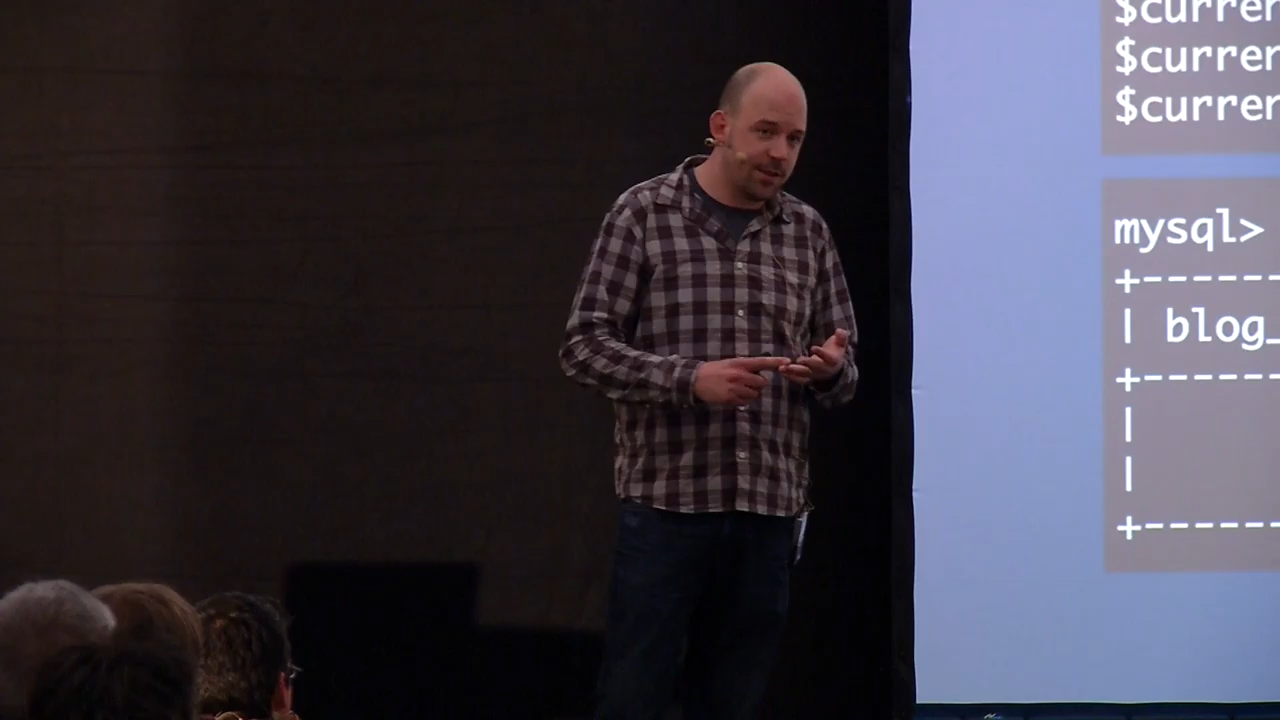 $curren
$curren
$curren
mysql>
+------
| blog_
+------
|
|
+------